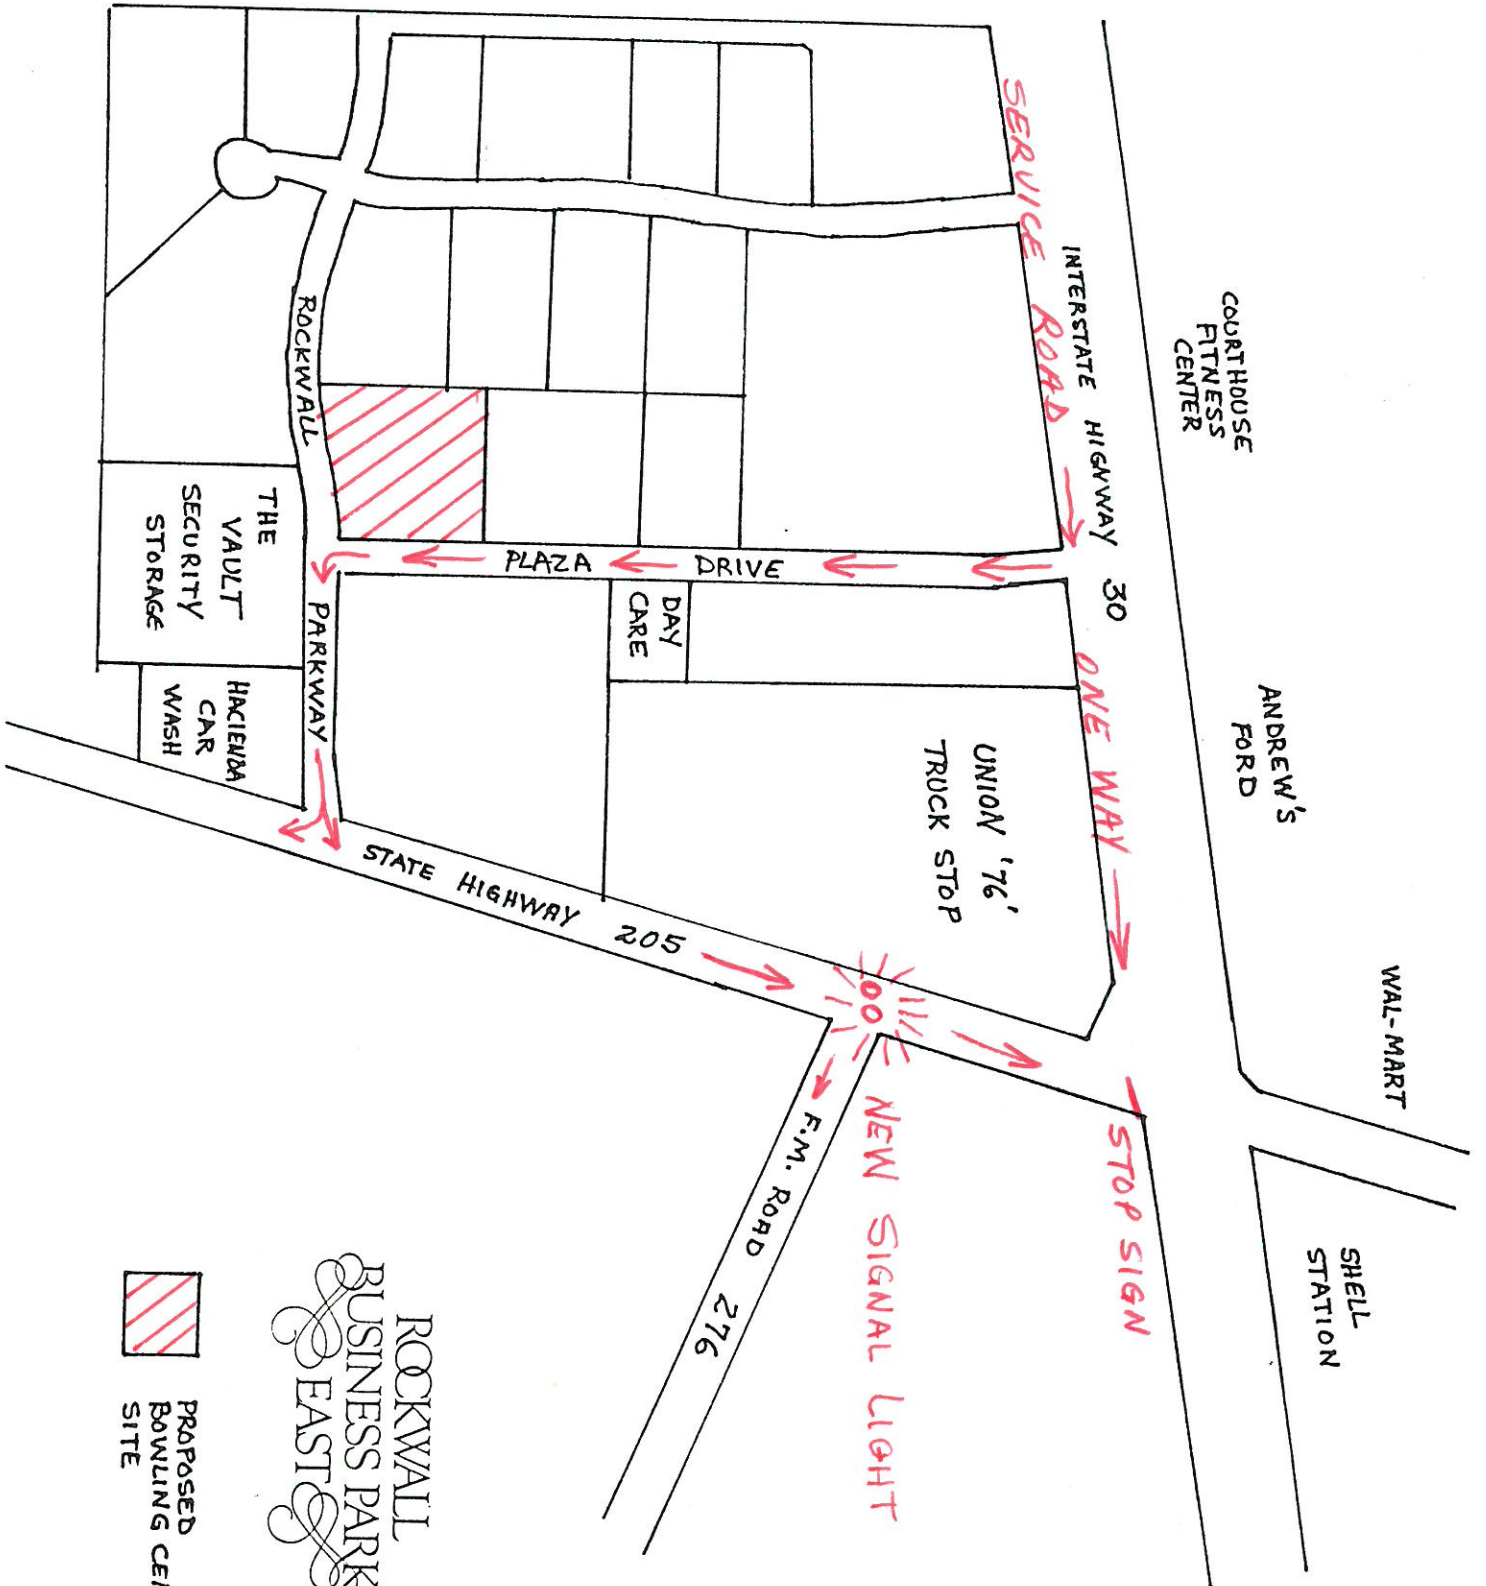 COURTHOUSE
FITNESS
CENTER
ANDREW'S
FORD
WAL-MART
SHELL
STATION
SERVICE ROAD
INTERSTATE HIGHWAY 30
ONE WAY
STOP SIGN
UNION '76'
TRUCK STOP
NEW SIGNAL LIGHT
PLAZA DRIVE
DAY
CARE
STATE HIGHWAY 205
F.M. ROAD 276
ROCKWALL PARKWAY
THE
VAULT
SECURITY
STORAGE
HACIENDA
CAR
WASH
ROCKWALL
BUSINESS PARK
EAST
PROPOSED
BOWLING
SITE